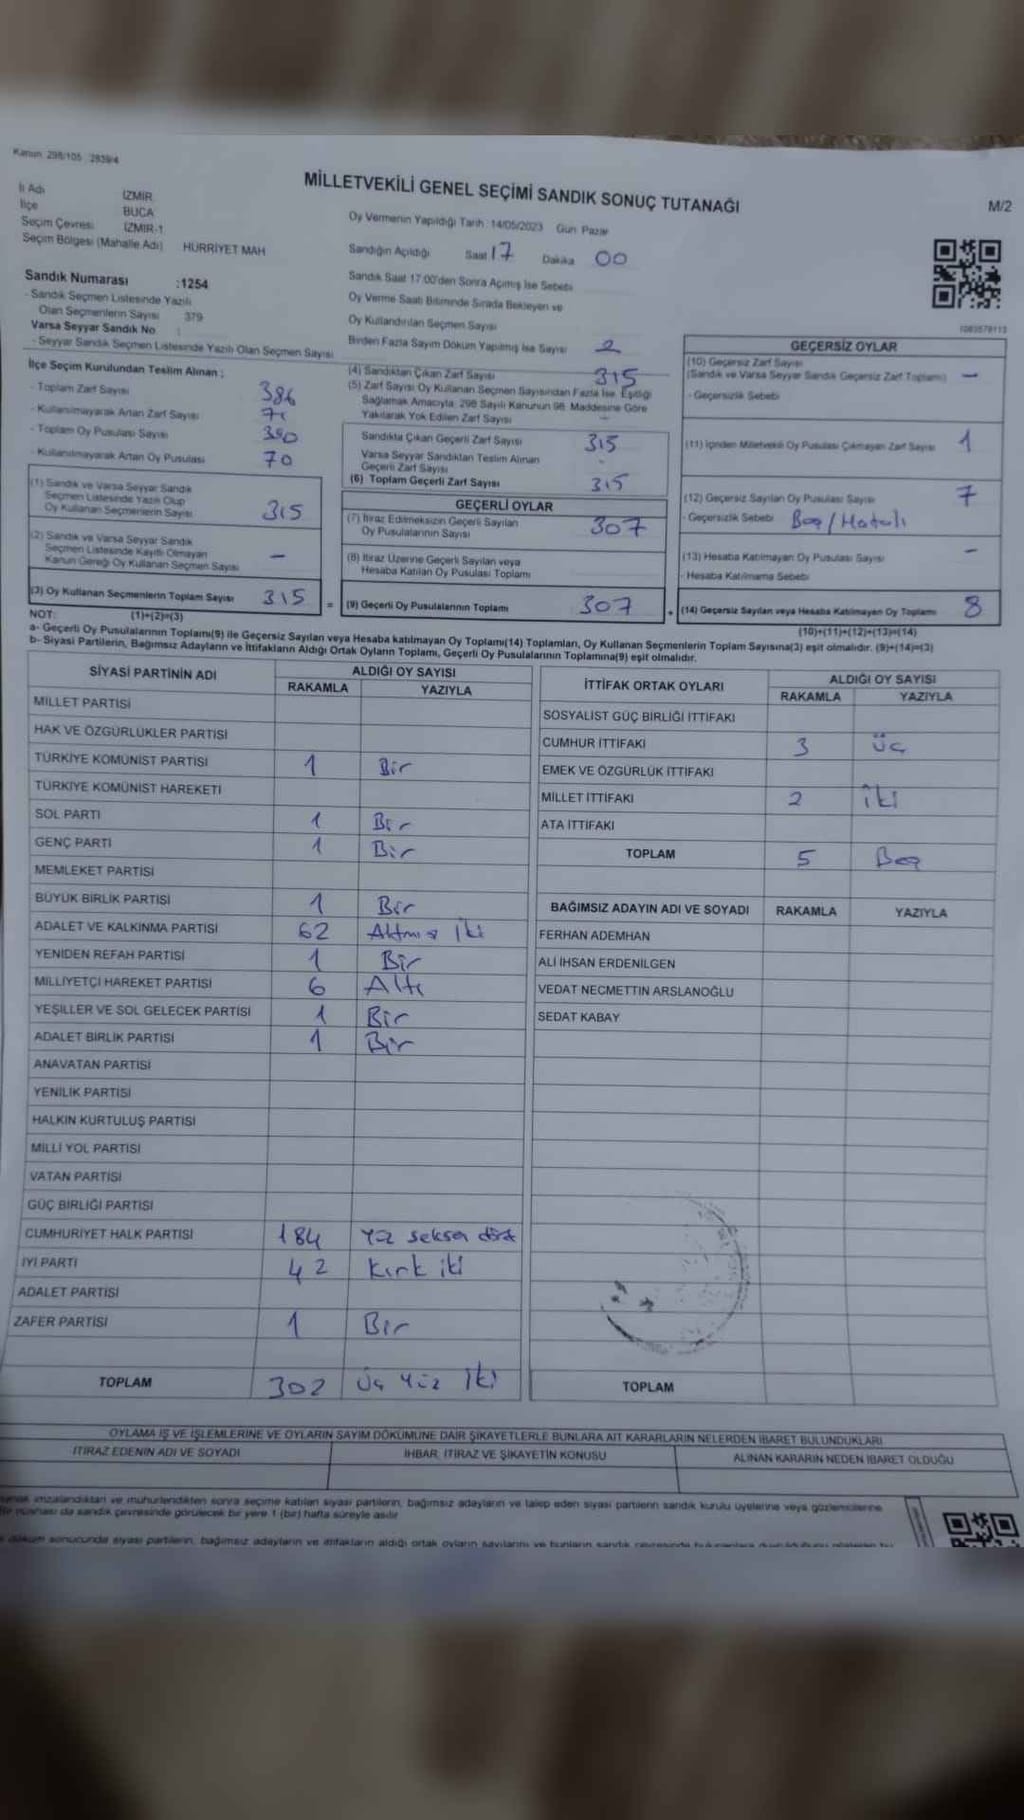 Kanun 298/105 2839/4
MİLLETVEKİLİ GENEL SEÇİMİ SANDIK SONUÇ TUTANAĞI
M/2
İl Adı İZMİR
İlçe BUCA
Seçim Çevresi İZMİR-1
Seçim Bölgesi (Mahalle Adı) HÜRRİYET MAH
Oy Vermenin Yapıldığı Tarih : 14/05/2023 Gün Pazar
Sandığın Açıldığı Saat 17 Dakika 00
Sandık Saat 17:00'den Sonra Açılmış İse Sebebi
Oy Verme Saati Bitiminde Sırada Bekleyen ve
Oy Kullandırılan Seçmen Sayısı
Birden Fazla Sayım Döküm Yapılmış İse Sayısı 2
Sandık Numarası :1254
- Sandık Seçmen Listesinde Yazılı
Olan Seçmenlerin Sayısı 379
Varsa Seyyar Sandık No :
- Seyyar Sandık Seçmen Listesinde Yazılı Olan Seçmen Sayısı
İlçe Seçim Kurulundan Teslim Alınan :
- Toplam Zarf Sayısı 386
- Kullanılmayarak Artan Zarf Sayısı 71
- Toplam Oy Pusulası Sayısı
- Kullanılmayarak Artan Oy Pusulası 70
(1) Sandık ve Varsa Seyyar Sandık
Seçmen Listesinde Yazılı Olup
Oy Kullanan Seçmenlerin Sayısı 315
(2) Sandık ve Varsa Seyyar Sandık
Seçmen Listesinde Kayıtlı Olmayan
Kanun Gereği Oy Kullanan Seçmen Sayısı -
(3) Oy Kullanan Seçmenlerin Toplam Sayısı 315 =
(4) Sandıktan Çıkan Zarf Sayısı 315
(5) Zarf Sayısı Oy Kullanan Seçmen Sayısından Fazla İse, Eşitliği
Sağlamak Amacıyla, 298 Sayılı Kanunun 98. Maddesine Göre
Yakılarak Yok Edilen Zarf Sayısı -
Sandıkta Çıkan Geçerli Zarf Sayısı 315
Varsa Seyyar Sandıktan Teslim Alınan
Geçerli Zarf Sayısı -
(6) Toplam Geçerli Zarf Sayısı 315
GEÇERLİ OYLAR
(7) İtiraz Edilmeksizin Geçerli Sayılan
Oy Pusulalarının Sayısı 307
(8) İtiraz Üzerine Geçerli Sayılan veya
Hesaba Katılan Oy Pusulası Toplamı
(9) Geçerli Oy Pusulalarının Toplamı 307 +
GEÇERSİZ OYLAR
(10) Geçersiz Zarf Sayısı
(Sandık ve Varsa Seyyar Sandık Geçersiz Zarf Toplamı) -
- Geçersizlik Sebebi
(11) İçinden Milletvekili Oy Pusulası Çıkmayan Zarf Sayısı 1
(12) Geçersiz Sayılan Oy Pusulası Sayısı 7
- Geçersizlik Sebebi Boş/Hatalı
(13) Hesaba Katılmayan Oy Pusulası Sayısı -
- Hesaba Katılmama Sebebi
(14) Geçersiz Sayılan veya Hesaba Katılmayan Oy Toplamı 8
NOT: (1)+(2)=(3) (10)+(11)+(12)+(13)=(14)
a- Geçerli Oy Pusulalarının Toplamı(9) ile Geçersiz Sayılan veya Hesaba katılmayan Oy Toplamı(14) Toplamları, Oy Kullanan Seçmenlerin Toplam Sayısına(3) eşit olmalıdır. (9)+(14)=(3)
b- Siyasi Partilerin, Bağımsız Adayların ve İttifakların Aldığı Ortak Oyların Toplamı, Geçerli Oy Pusulalarının Toplamına(9) eşit olmalıdır.
SİYASİ PARTİNİN ADI ALDIĞI OY SAYISI
RAKAMLA YAZIYLA
MİLLET PARTİSİ
HAK VE ÖZGÜRLÜKLER PARTİSİ
TÜRKİYE KOMÜNİST PARTİSİ 1 Bir
TÜRKİYE KOMÜNİST HAREKETİ
SOL PARTİ 1 Bir
GENÇ PARTİ 1 Bir
MEMLEKET PARTİSİ
BÜYÜK BİRLİK PARTİSİ 1 Bir
ADALET VE KALKINMA PARTİSİ 62 Altmış İki
YENİDEN REFAH PARTİSİ 1 Bir
MİLLİYETÇİ HAREKET PARTİSİ 6 Altı
YEŞİLLER VE SOL GELECEK PARTİSİ 1 Bir
ADALET BİRLİK PARTİSİ 1 Bir
ANAVATAN PARTİSİ
YENİLİK PARTİSİ
HALKIN KURTULUŞ PARTİSİ
MİLLİ YOL PARTİSİ
VATAN PARTİSİ
GÜÇ BİRLİĞİ PARTİSİ
CUMHURİYET HALK PARTİSİ 184 Yüz seksen dört
İYİ PARTİ 42 Kırk iki
ADALET PARTİSİ
ZAFER PARTİSİ 1 Bir
TOPLAM 302 Üç Yüz İki
İTTİFAK ORTAK OYLARI ALDIĞI OY SAYISI
RAKAMLA YAZIYLA
SOSYALİST GÜÇ BİRLİĞİ İTTİFAKI
CUMHUR İTTİFAKI 3 Üç
EMEK VE ÖZGÜRLÜK İTTİFAKI
MİLLET İTTİFAKI 2 İki
ATA İTTİFAKI
TOPLAM 5 Beş
BAĞIMSIZ ADAYIN ADI VE SOYADI RAKAMLA YAZIYLA
FERHAN ADEMHAN
ALİ İHSAN ERDENİLGEN
VEDAT NECMETTİN ARSLANOĞLU
SEDAT KABAY
TOPLAM
OYLAMA İŞ VE İŞLEMLERİNE VE OYLARIN SAYIM DÖKÜMÜNE DAİR ŞİKAYETLERLE BUNLARA AİT KARARLARIN NELERDEN İBARET BULUNDUKLARI
İTİRAZ EDENİN ADI VE SOYADI İHBAR, İTİRAZ VE ŞİKAYETİN KONUSU ALINAN KARARIN NEDEN İBARET OLDUĞU
imzalandıktan ve mühürlendikten sonra seçime katılan siyasi partilerin, bağımsız adayların ve talep eden siyasi partilerin sandık kurulu üyelerine veya gözlemcilerine
Bir nüshası da sandık çevresinde görülecek bir yere 1 (bir) hafta süreyle asılır
döküm sonucunda siyasi partilerin, bağımsız adayların ve ittifakların aldığı ortak oyların sayılarını ve bunların sandık çevresinde